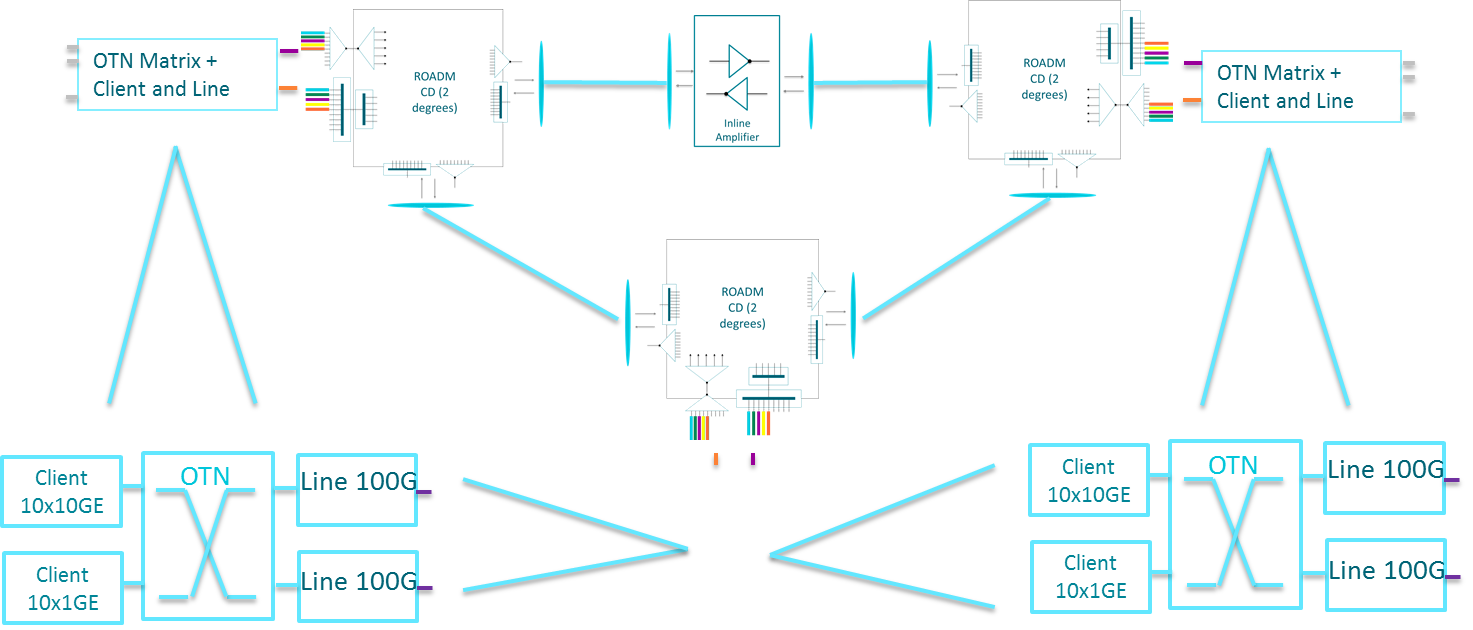 OTN Matrix +
Client and Line
ROADM
CD (2
degrees)
Inline
Amplifier
ROADM
CD (2
degrees)
OTN Matrix +
Client and Line
ROADM
CD (2
degrees)
Client
10x10GE
OTN
Line 100G
Client
10x1GE
Line 100G
Client
10x10GE
OTN
Line 100G
Client
10x1GE
Line 100G